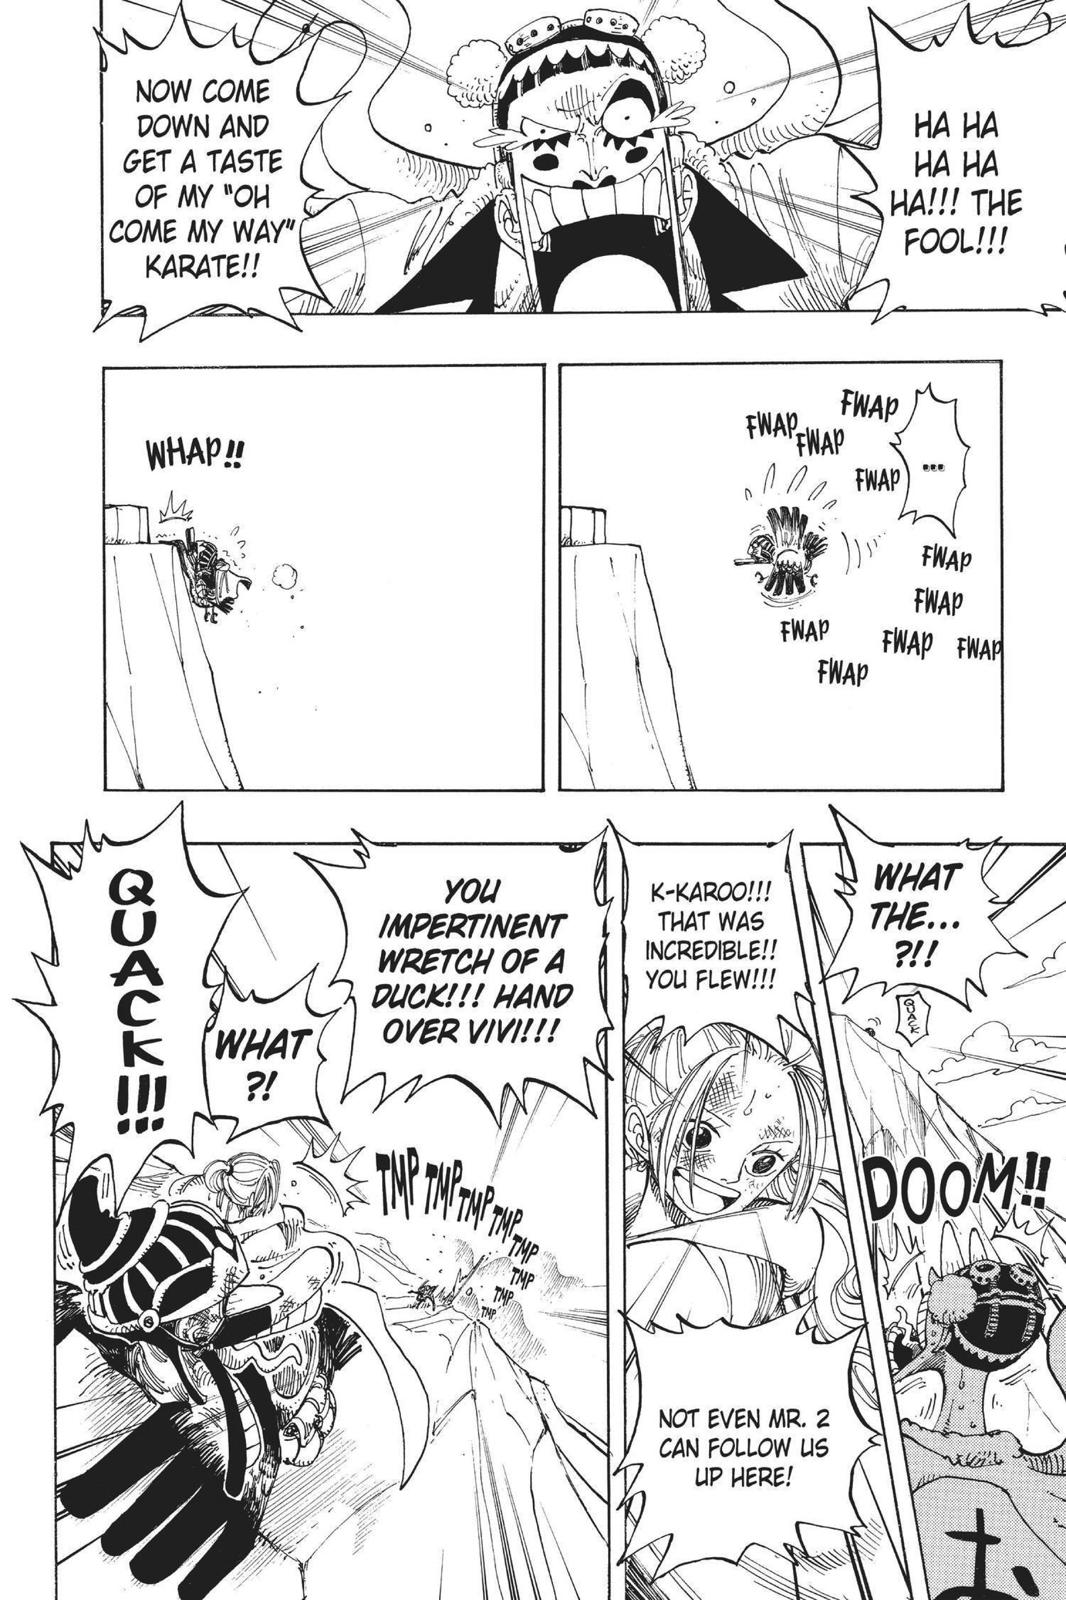 HA HA
HA HA
HA!!! THE
FOOL!!!
NOW COME
DOWN AND
GET A TASTE
OF MY "OH
COME MY WAY"
KARATE!!
...
FWAP
FWAP
FWAP
FWAP
FWAP
FWAP
FWAP
FWAP
FWAP
FWAP
WHAP!!
WHAT
THE...
?!!
QUACK
DOOM!!
お
K-KAROO!!!
THAT WAS
INCREDIBLE!!
YOU FLEW!!!
NOT EVEN MR. 2
CAN FOLLOW US
UP HERE!
YOU
IMPERTINENT
WRETCH OF A
DUCK!!! HAND
OVER VIVI!!!
TMP TMP TMP TMP TMP TMP TMP TMP
WHAT
?!
QUACK!!!